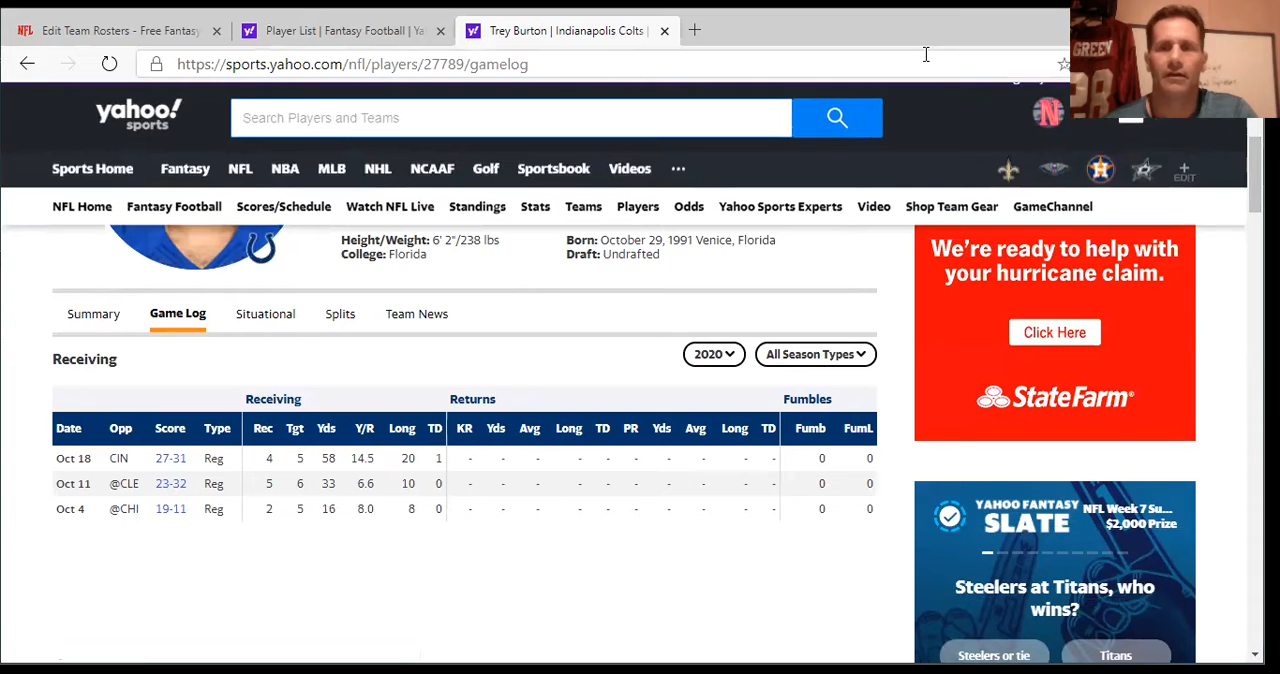 NFL Edit Team Rosters - Free Fantasy
Player List | Fantasy Football | Ya
Trey Burton | Indianapolis Colts |
https://sports.yahoo.com/nfl/players/27789/gamelog
GREEN
28
yahoo!
sports
Search Players and Teams
N
Sports Home Fantasy NFL NBA MLB NHL NCAAF Golf Sportsbook Videos ...
EDIT
NFL Home Fantasy Football Scores/Schedule Watch NFL Live Standings Stats Teams Players Odds Yahoo Sports Experts Video Shop Team Gear GameChannel
Height/Weight: 6' 2"/238 lbs Born: October 29, 1991 Venice, Florida
College: Florida Draft: Undrafted
Summary Game Log Situational Splits Team News
Receiving 2020 All Season Types
Receiving Returns Fumbles
Date Opp Score Type Rec Tgt Yds Y/R Long TD KR Yds Avg Long TD PR Yds Avg Long TD Fumb FumL
Oct 18 CIN 27-31 Reg 4 5 58 14.5 20 1 - - - - - - - - - - 0 0
Oct 11 @CLE 23-32 Reg 5 6 33 6.6 10 0 - - - - - - - - - - 0 0
Oct 4 @CHI 19-11 Reg 2 5 16 8.0 8 0 - - - - - - - - - - 0 0
We're ready to help with
your hurricane claim.
Click Here
StateFarm®
YAHOO FANTASY
SLATE
NFL Week 7 Su...
$2,000 Prize
Steelers at Titans, who
wins?
Steelers or tie Titans